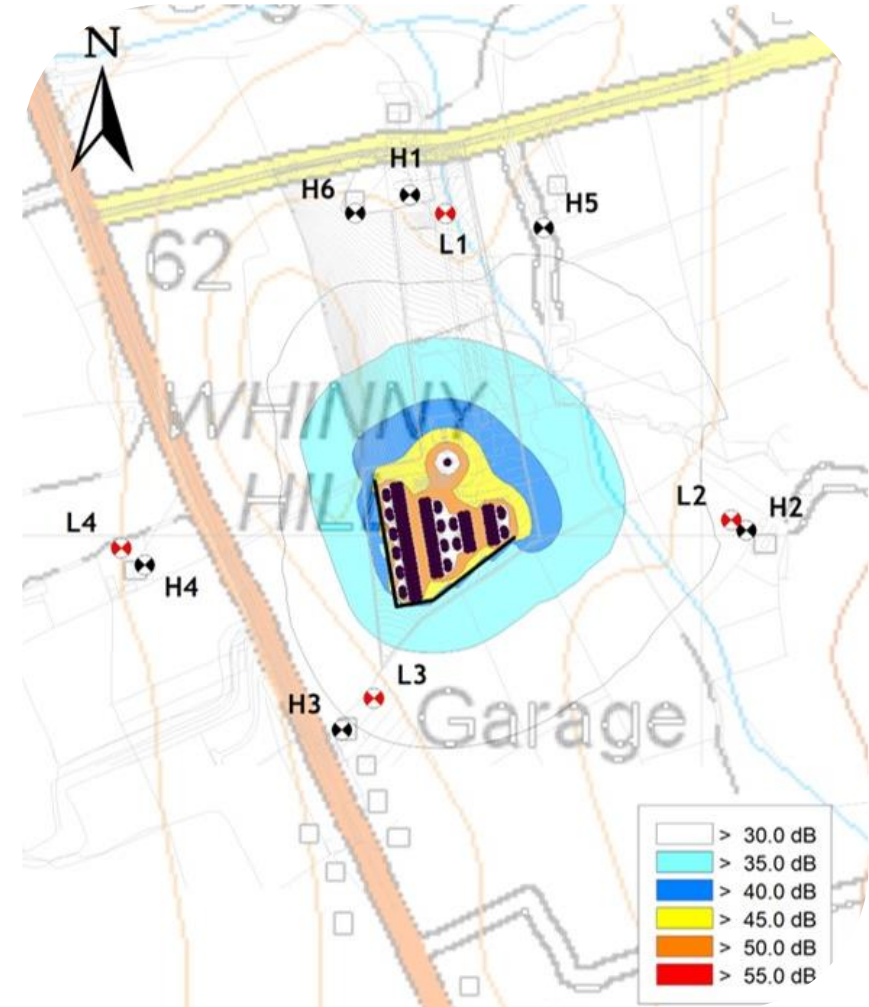 N
H1
H6
H5
L1
62
WHINNY
HILL
L2
H2
L4
H4
L3
H3
Garage
> 30.0 dB
> 35.0 dB
> 40.0 dB
> 45.0 dB
> 50.0 dB
> 55.0 dB